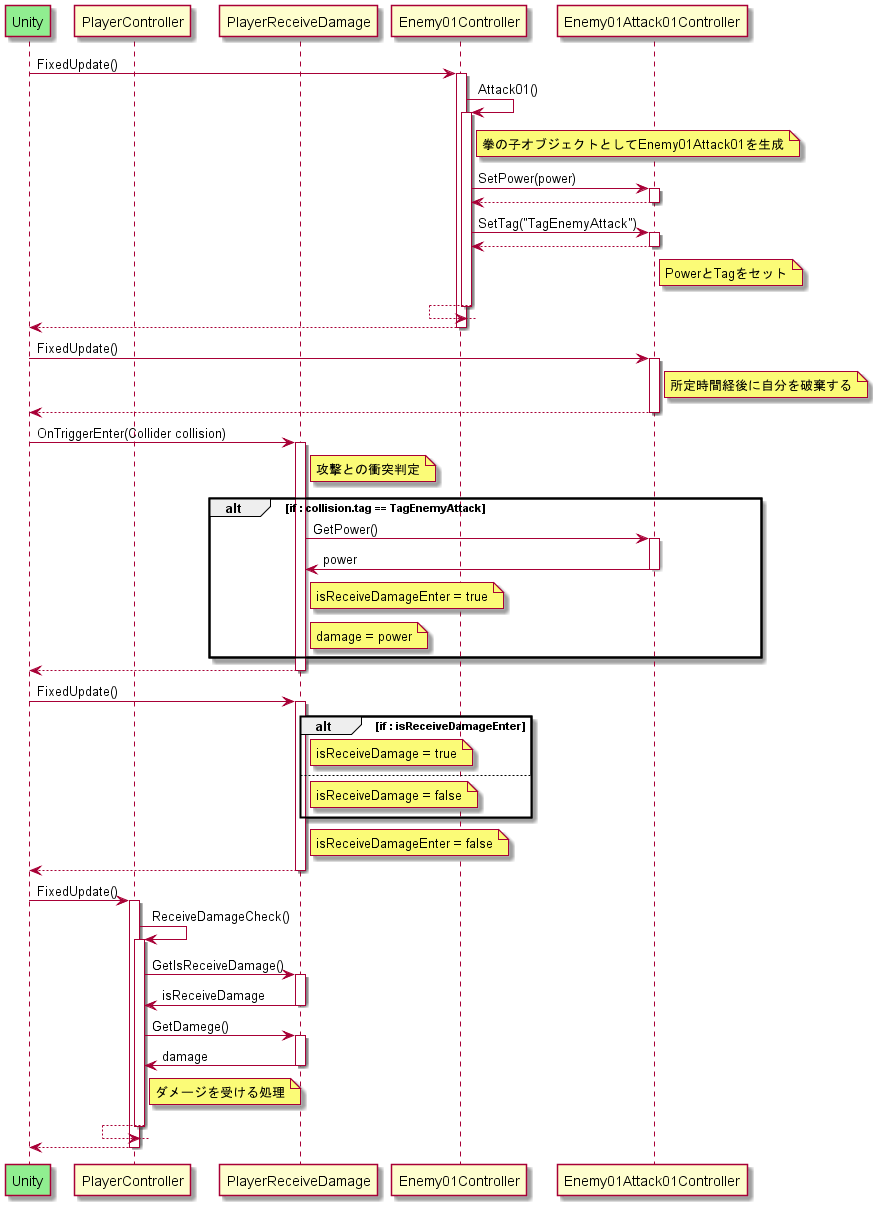 Unity PlayerController PlayerReceiveDamage Enemy01Controller Enemy01Attack01Controller
FixedUpdate()
Attack01()
拳の子オブジェクトとしてEnemy01Attack01を生成
SetPower(power)
SetTag("TagEnemyAttack")
PowerとTagをセット
FixedUpdate()
所定時間経後に自分を破棄する
OnTriggerEnter(Collider collision)
攻撃との衝突判定
alt [if : collision.tag == TagEnemyAttack]
GetPower()
power
isReceiveDamageEnter = true
damage = power
FixedUpdate()
alt [if : isReceiveDamageEnter]
isReceiveDamage = true
isReceiveDamage = false
isReceiveDamageEnter = false
FixedUpdate()
ReceiveDamageCheck()
GetIsReceiveDamage()
isReceiveDamage
GetDamege()
damage
ダメージを受ける処理
Unity PlayerController PlayerReceiveDamage Enemy01Controller Enemy01Attack01Controller